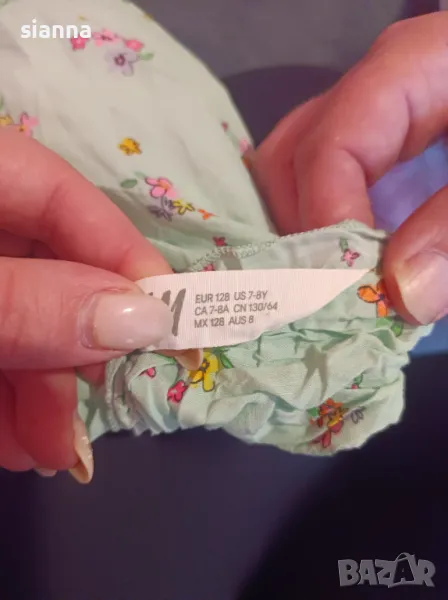 sianna
EUR 128 US 7-8Y
CA 7-8A CN 130/64
MX 128 AUS 8
BAZAR